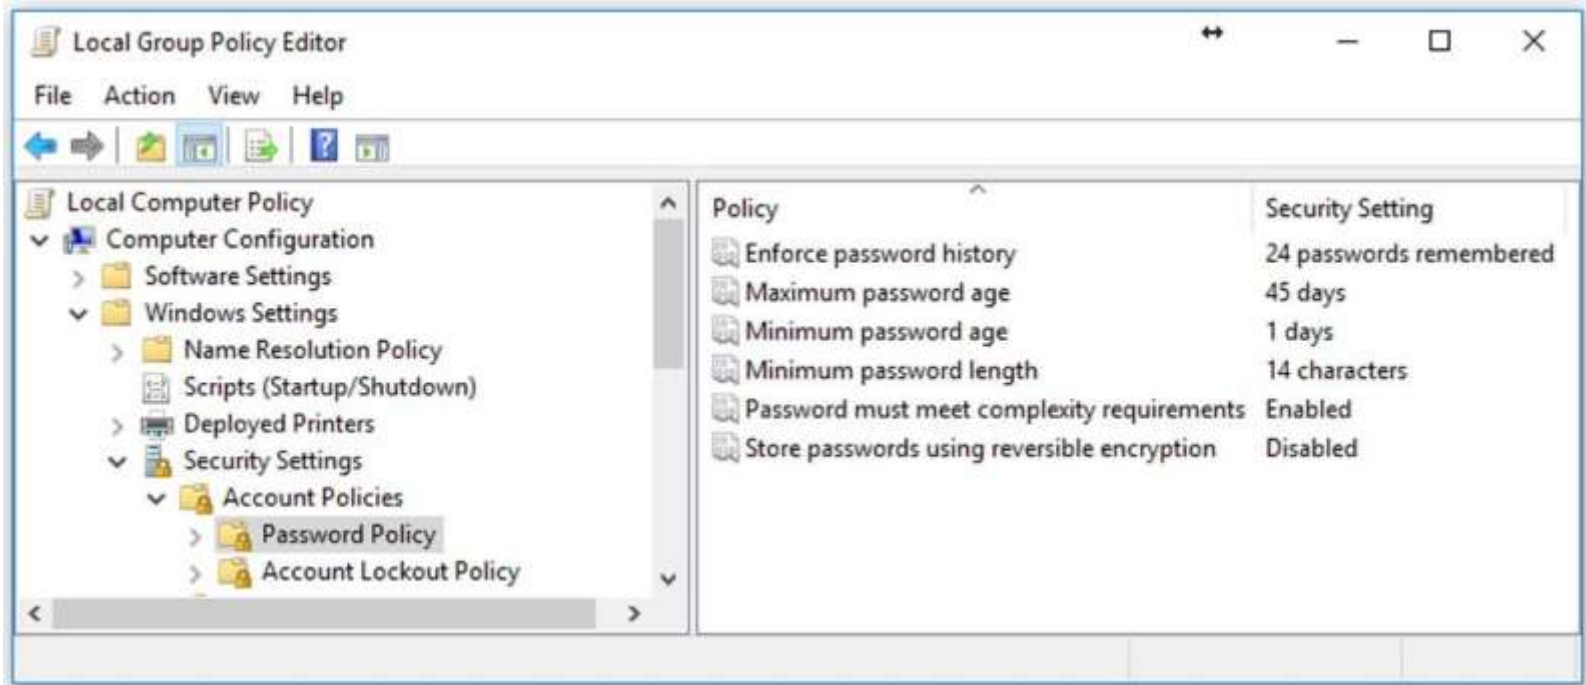 Local Group Policy Editor
File Action View Help
Local Computer Policy
Computer Configuration
Software Settings
Windows Settings
Name Resolution Policy
Scripts (Startup/Shutdown)
Deployed Printers
Security Settings
Account Policies
Password Policy
Account Lockout Policy
Policy Security Setting
Enforce password history 24 passwords remembered
Maximum password age 45 days
Minimum password age 1 days
Minimum password length 14 characters
Password must meet complexity requirements Enabled
Store passwords using reversible encryption Disabled